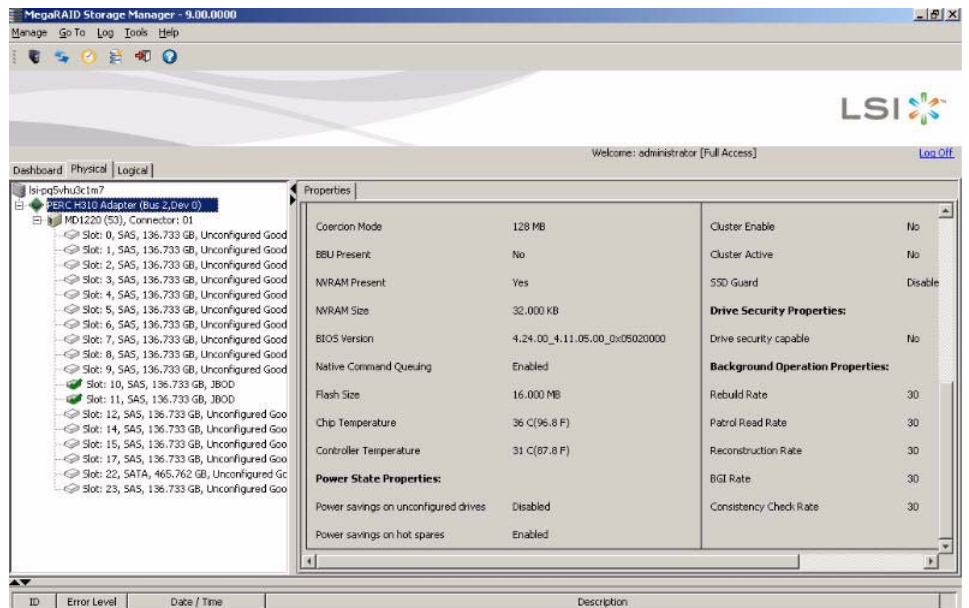 MegaRAID Storage Manager - 9.00.0000
Manage Go To Log Tools Help
LSI
Welcome: administrator [Full Access]
Log Off
Dashboard Physical Logical
lsi-pq5vhu3c1m7
PERC H310 Adapter (Bus 2,Dev 0)
MD1220 (53), Connector: 01
Slot: 0, SAS, 136.733 GB, Unconfigured Good
Slot: 1, SAS, 136.733 GB, Unconfigured Good
Slot: 2, SAS, 136.733 GB, Unconfigured Good
Slot: 3, SAS, 136.733 GB, Unconfigured Good
Slot: 4, SAS, 136.733 GB, Unconfigured Good
Slot: 5, SAS, 136.733 GB, Unconfigured Good
Slot: 6, SAS, 136.733 GB, Unconfigured Good
Slot: 7, SAS, 136.733 GB, Unconfigured Good
Slot: 8, SAS, 136.733 GB, Unconfigured Good
Slot: 9, SAS, 136.733 GB, Unconfigured Good
Slot: 10, SAS, 136.733 GB, JBOD
Slot: 11, SAS, 136.733 GB, JBOD
Slot: 12, SAS, 136.733 GB, Unconfigured Goo
Slot: 14, SAS, 136.733 GB, Unconfigured Goo
Slot: 15, SAS, 136.733 GB, Unconfigured Goo
Slot: 17, SAS, 136.733 GB, Unconfigured Goo
Slot: 22, SATA, 465.762 GB, Unconfigured Gc
Slot: 23, SAS, 136.733 GB, Unconfigured Goo
Properties
Coercion Mode 128 MB
BBU Present No
NVRAM Present Yes
NVRAM Size 32.000 KB
BIOS Version 4.24.00_4.11.05.00_0x05020000
Native Command Queuing Enabled
Flash Size 16.000 MB
Chip Temperature 36 C(96.8 F)
Controller Temperature 31 C(87.8 F)
Power State Properties:
Power savings on unconfigured drives Disabled
Power savings on hot spares Enabled
Cluster Enable No
Cluster Active No
SSD Guard Disable
Drive Security Properties:
Drive security capable No
Background Operation Properties:
Rebuild Rate 30
Patrol Read Rate 30
Reconstruction Rate 30
BGI Rate 30
Consistency Check Rate 30
ID Error Level Date / Time Description